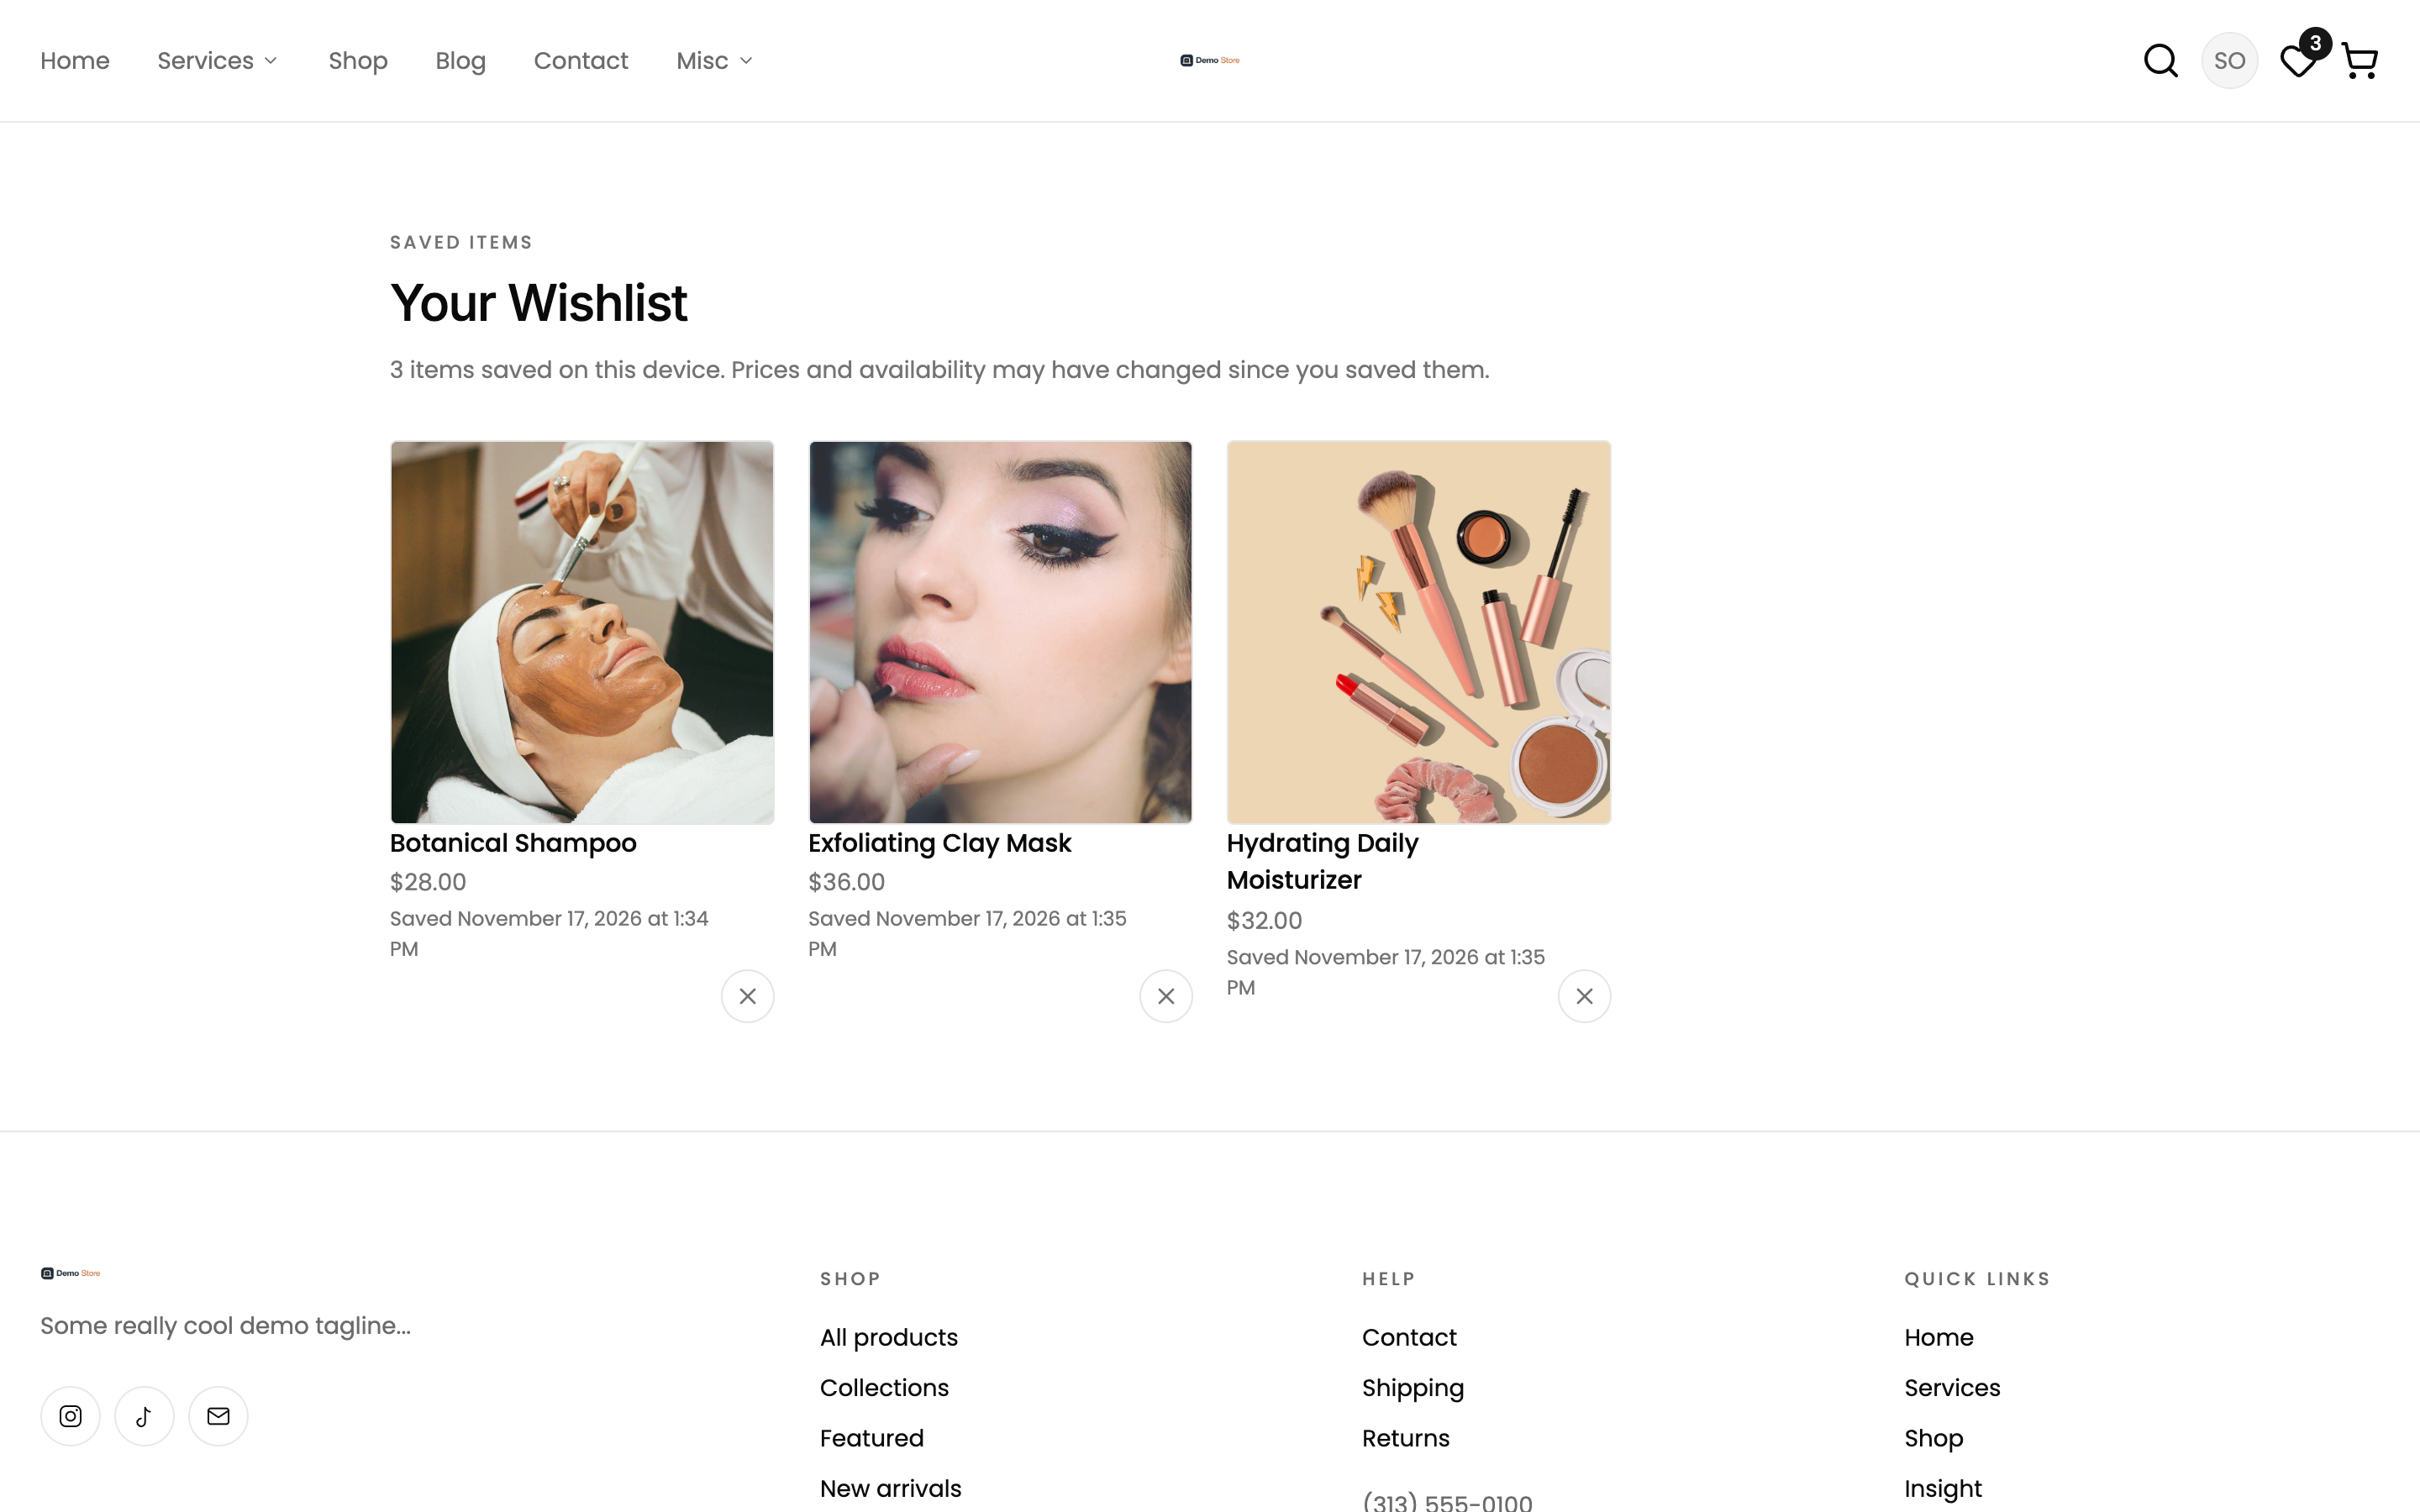 Home Services Shop Blog Contact Misc
Demo Store
SO
3
SAVED ITEMS
Your Wishlist
3 items saved on this device. Prices and availability may have changed since you saved them.
Botanical Shampoo
$28.00
Saved November 17, 2026 at 1:34
PM
Exfoliating Clay Mask
$36.00
Saved November 17, 2026 at 1:35
PM
Hydrating Daily
Moisturizer
$32.00
Saved November 17, 2026 at 1:35
PM
Demo Store
Some really cool demo tagline...
SHOP
All products
Collections
Featured
New arrivals
HELP
Contact
Shipping
Returns
(313) 555-0100
QUICK LINKS
Home
Services
Shop
Insight